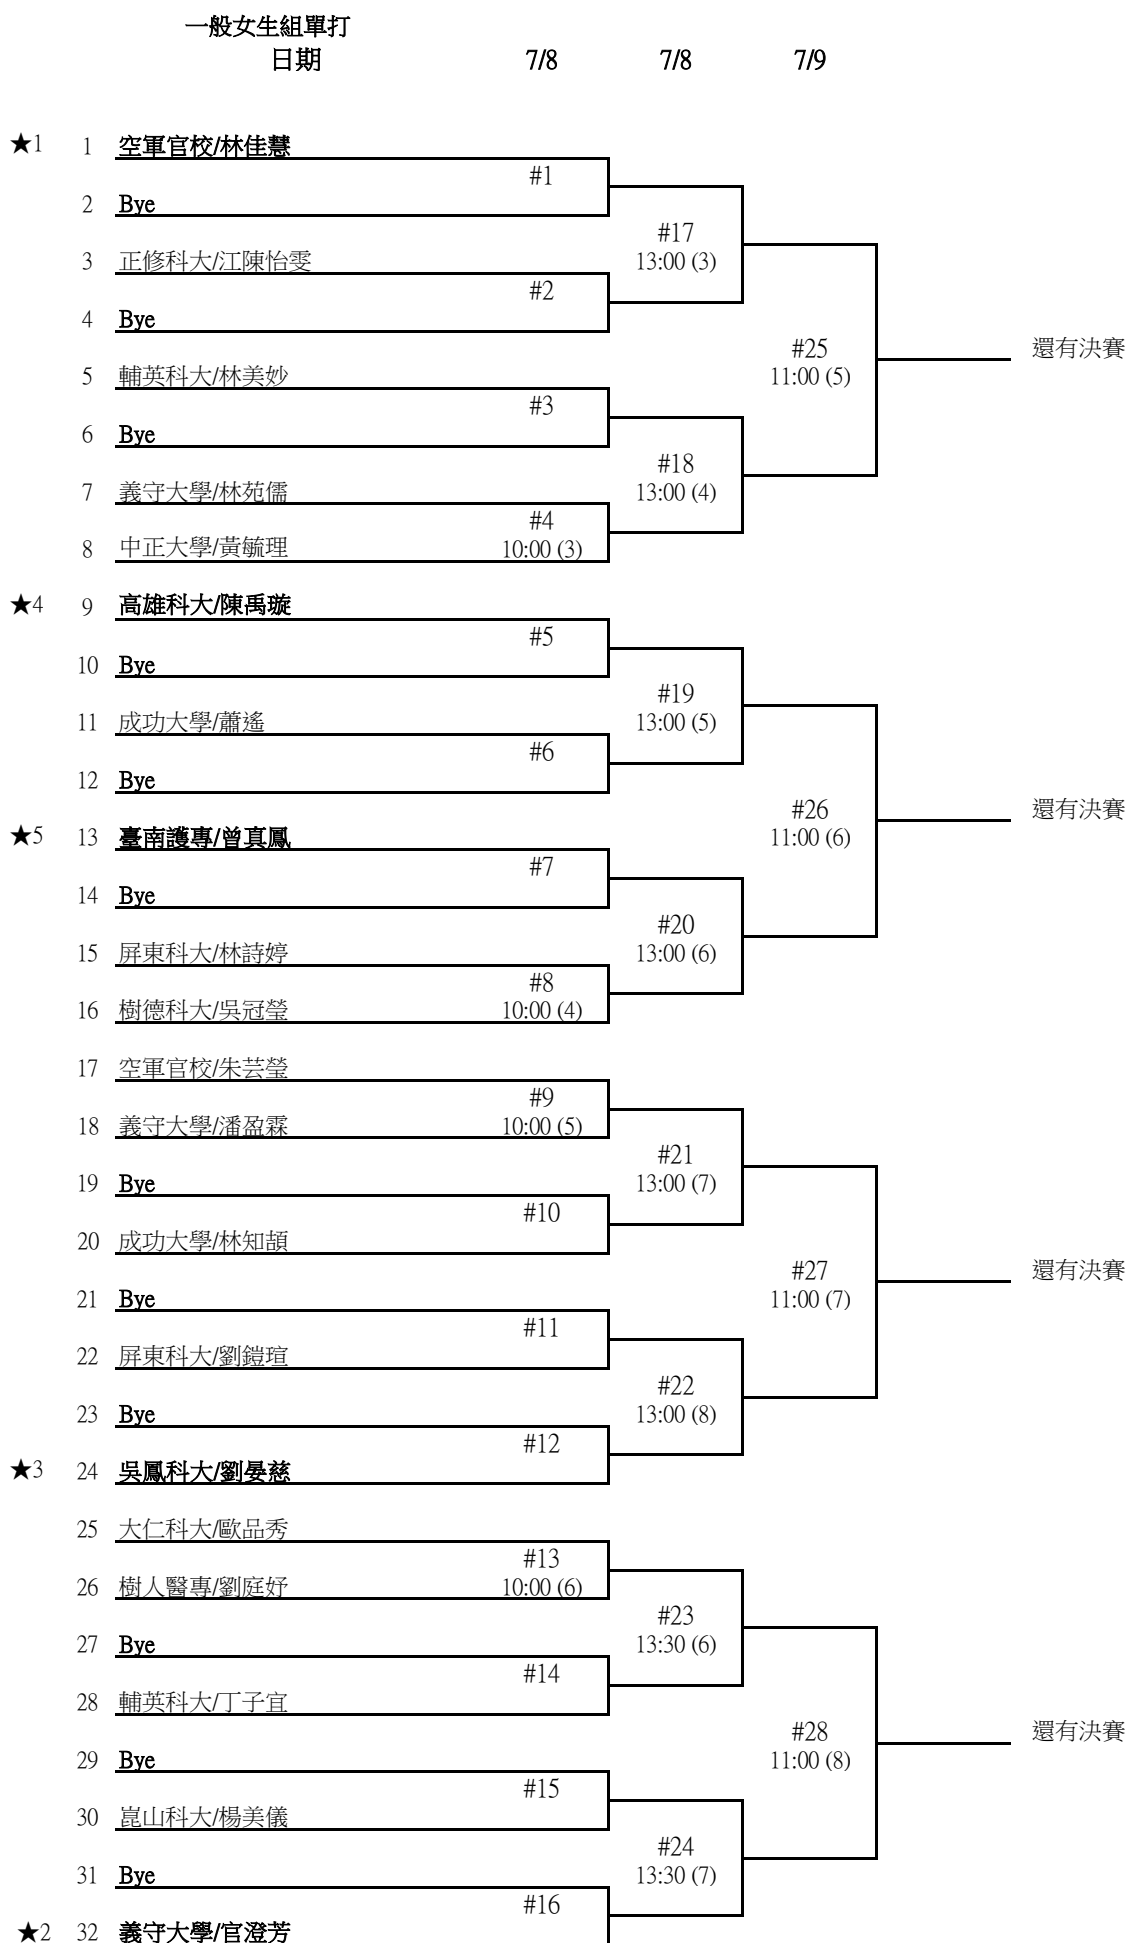 一般女生組單打
日期 7/8 7/8 7/9
★1 1 空軍官校/林佳慧
#1
2 Bye
#17
3 正修科大/江陳怡雯 13:00 (3)
#2
4 Bye
#25 還有決賽
5 輔英科大/林美妙 11:00 (5)
#3
6 Bye
#18
7 義守大學/林苑儒 13:00 (4)
#4
8 中正大學/黃毓理 10:00 (3)
★4 9 高雄科大/陳禹璇
#5
10 Bye
#19
11 成功大學/蕭遙 13:00 (5)
#6
12 Bye
#26 還有決賽
★5 13 臺南護專/曾真鳳 11:00 (6)
#7
14 Bye
#20
15 屏東科大/林詩婷 13:00 (6)
#8
16 樹德科大/吳冠瑩 10:00 (4)
17 空軍官校/朱芸瑩
#9
18 義守大學/潘盈霖 10:00 (5)
#21
19 Bye 13:00 (7)
#10
20 成功大學/林知頡
#27 還有決賽
21 Bye 11:00 (7)
#11
22 屏東科大/劉鎧瑄
#22
23 Bye 13:00 (8)
#12
★3 24 吳鳳科大/劉晏慈
25 大仁科大/歐品秀
#13
26 樹人醫專/劉庭妤 10:00 (6)
#23
27 Bye 13:30 (6)
#14
28 輔英科大/丁子宜
#28 還有決賽
29 Bye 11:00 (8)
#15
30 崑山科大/楊美儀
#24
31 Bye 13:30 (7)
#16
★2 32 義守大學/官澄芳